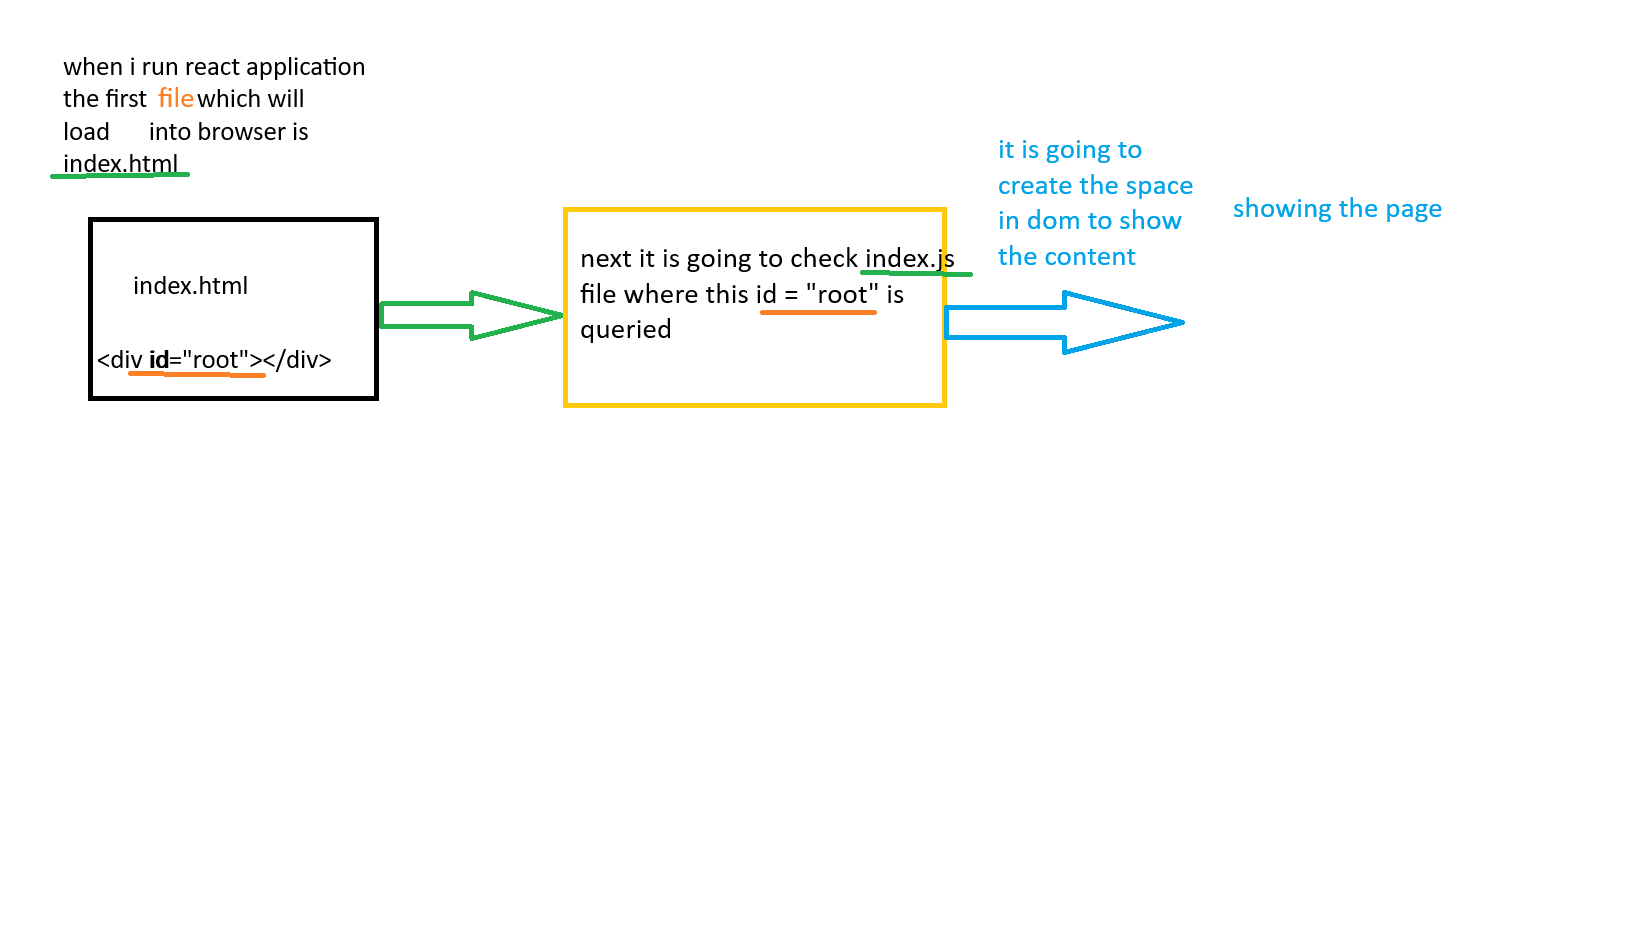 when i run react application
the first file which will
load into browser is
index.html
index.html
<div id="root"></div>
next it is going to check index.js
file where this id = "root" is
queried
it is going to
create the space
in dom to show
the content
showing the page